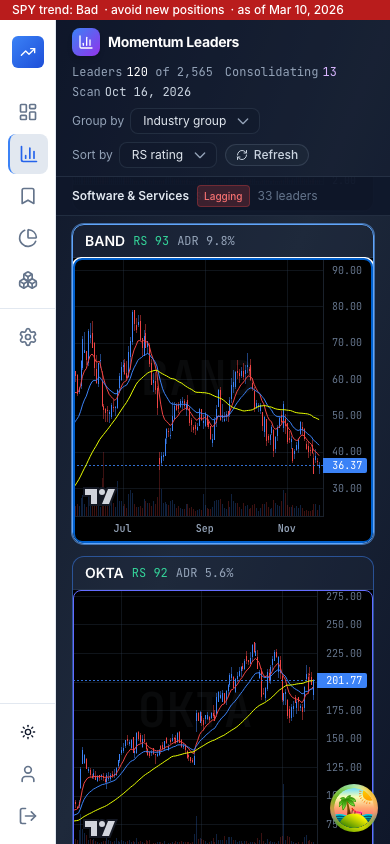 SPY trend: Bad · avoid new positions · as of Mar 10, 2026
Momentum Leaders
Leaders 120 of 2,565 Consolidating 13
Scan Oct 16, 2026
Group by Industry group
Sort by RS rating Refresh
Software & Services Lagging 33 leaders
BAND RS 93 ADR 9.8%
90.00
80.00
70.00
60.00
50.00
40.00
36.37
30.00
BAND
Jul Sep Nov
OKTA RS 92 ADR 5.6%
275.00
250.00
225.00
201.77
175.00
150.00
125.00
100.00
OKTA